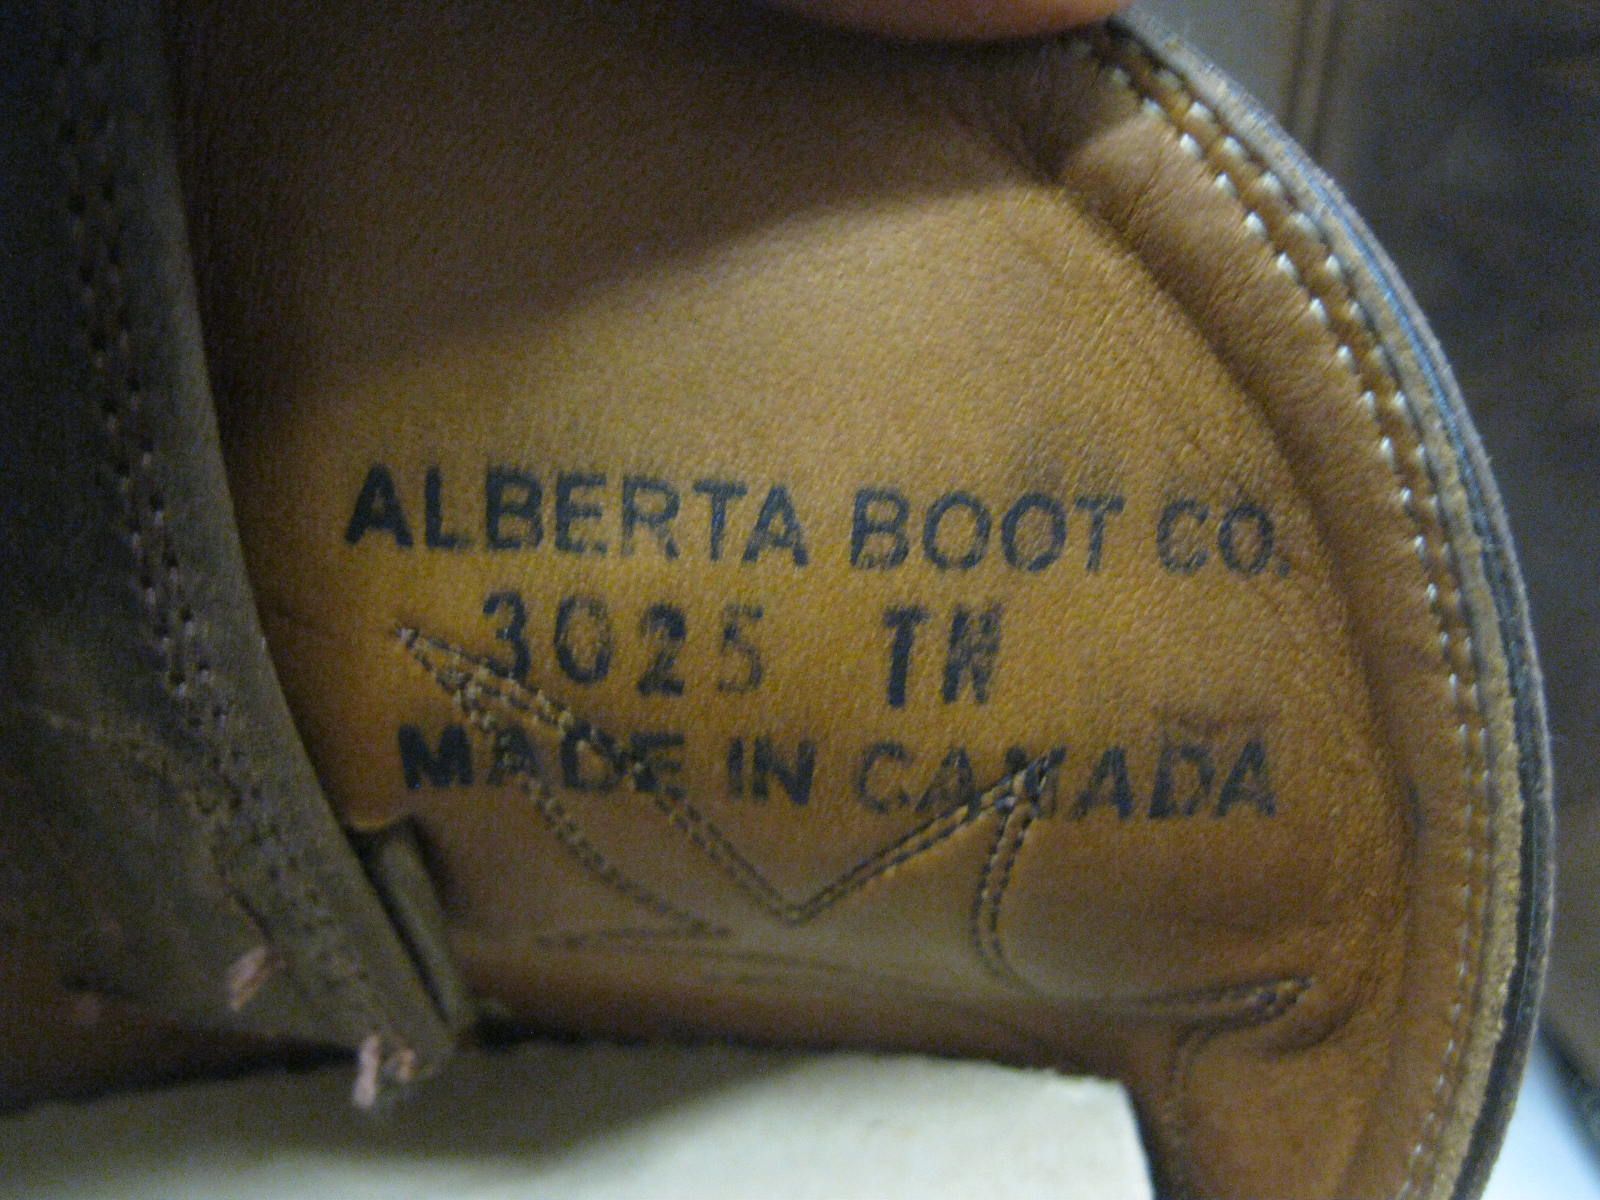 ALBERTA BOOT CO.
3025 TN
MADE IN CANADA